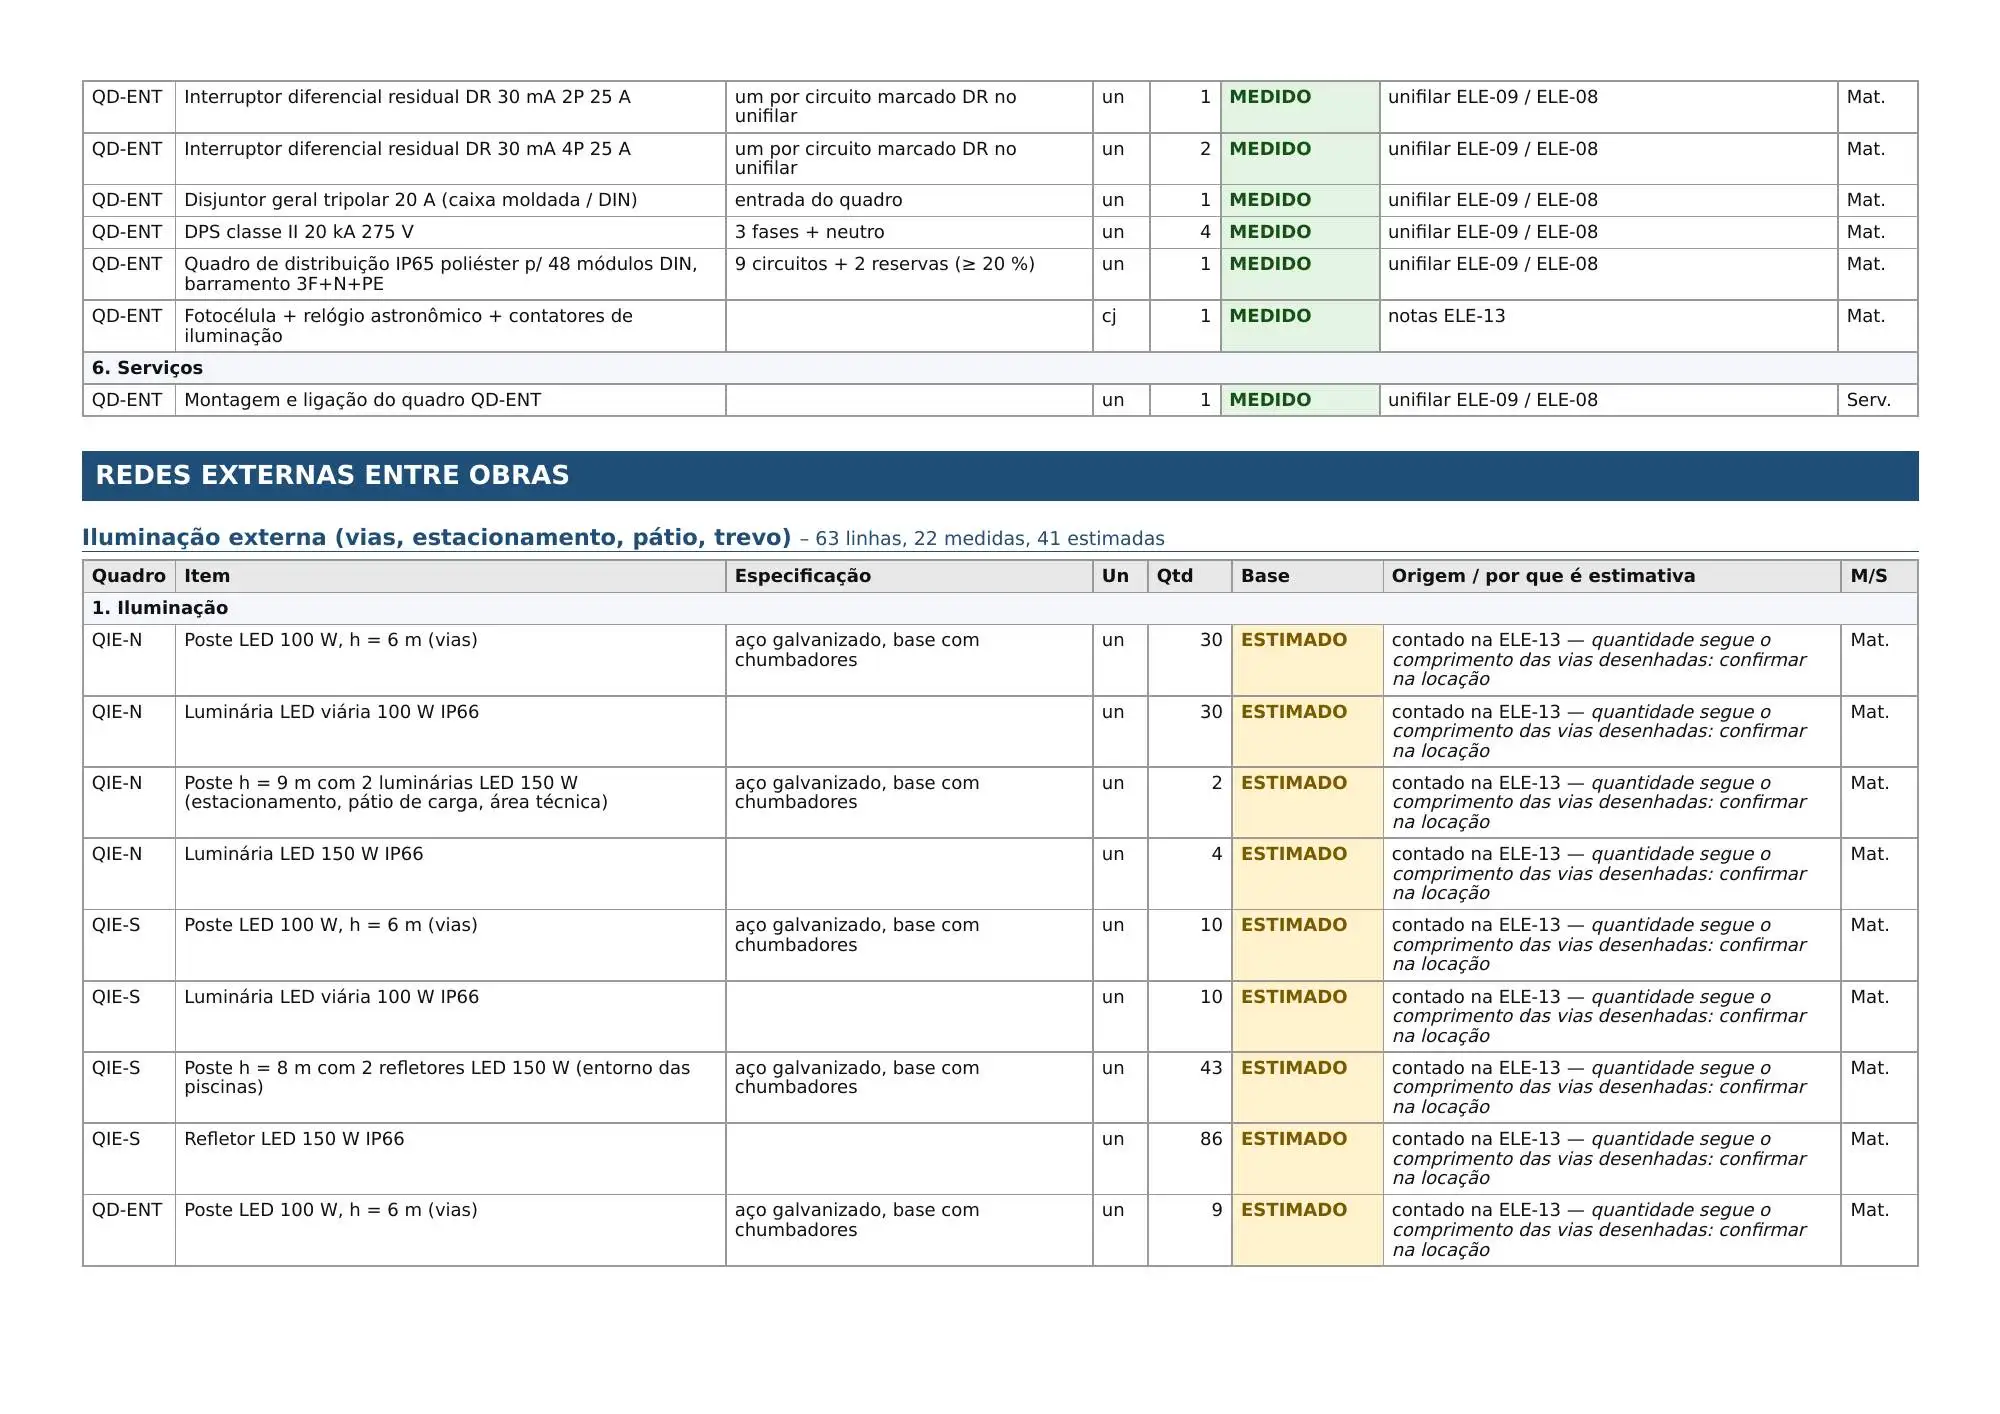 QD-ENT Interruptor diferencial residual DR 30 mA 2P 25 A um por circuito marcado DR no un 1 MEDIDO unifilar ELE-09 / ELE-08 Mat.
unifilar
QD-ENT Interruptor diferencial residual DR 30 mA 4P 25 A um por circuito marcado DR no un 2 MEDIDO unifilar ELE-09 / ELE-08 Mat.
unifilar
QD-ENT Disjuntor geral tripolar 20 A (caixa moldada / DIN) entrada do quadro un 1 MEDIDO unifilar ELE-09 / ELE-08 Mat.
QD-ENT DPS classe II 20 kA 275 V 3 fases + neutro un 4 MEDIDO unifilar ELE-09 / ELE-08 Mat.
QD-ENT Quadro de distribuição IP65 poliéster p/ 48 módulos DIN, 9 circuitos + 2 reservas (≥ 20 %) un 1 MEDIDO unifilar ELE-09 / ELE-08 Mat.
barramento 3F+N+PE
QD-ENT Fotocélula + relógio astronômico + contatores de cj 1 MEDIDO notas ELE-13 Mat.
iluminação
6. Serviços
QD-ENT Montagem e ligação do quadro QD-ENT un 1 MEDIDO unifilar ELE-09 / ELE-08 Serv.
REDES EXTERNAS ENTRE OBRAS
Iluminação externa (vias, estacionamento, pátio, trevo) – 63 linhas, 22 medidas, 41 estimadas
Quadro Item Especificação Un Qtd Base Origem / por que é estimativa M/S
1. Iluminação
QIE-N Poste LED 100 W, h = 6 m (vias) aço galvanizado, base com un 30 ESTIMADO contado na ELE-13 — quantidade segue o Mat.
chumbadores comprimento das vias desenhadas: confirmar
na locação
QIE-N Luminária LED viária 100 W IP66 un 30 ESTIMADO contado na ELE-13 — quantidade segue o Mat.
comprimento das vias desenhadas: confirmar
na locação
QIE-N Poste h = 9 m com 2 luminárias LED 150 W aço galvanizado, base com un 2 ESTIMADO contado na ELE-13 — quantidade segue o Mat.
(estacionamento, pátio de carga, área técnica) chumbadores comprimento das vias desenhadas: confirmar
na locação
QIE-N Luminária LED 150 W IP66 un 4 ESTIMADO contado na ELE-13 — quantidade segue o Mat.
comprimento das vias desenhadas: confirmar
na locação
QIE-S Poste LED 100 W, h = 6 m (vias) aço galvanizado, base com un 10 ESTIMADO contado na ELE-13 — quantidade segue o Mat.
chumbadores comprimento das vias desenhadas: confirmar
na locação
QIE-S Luminária LED viária 100 W IP66 un 10 ESTIMADO contado na ELE-13 — quantidade segue o Mat.
comprimento das vias desenhadas: confirmar
na locação
QIE-S Poste h = 8 m com 2 refletores LED 150 W (entorno das aço galvanizado, base com un 43 ESTIMADO contado na ELE-13 — quantidade segue o Mat.
piscinas) chumbadores comprimento das vias desenhadas: confirmar
na locação
QIE-S Refletor LED 150 W IP66 un 86 ESTIMADO contado na ELE-13 — quantidade segue o Mat.
comprimento das vias desenhadas: confirmar
na locação
QD-ENT Poste LED 100 W, h = 6 m (vias) aço galvanizado, base com un 9 ESTIMADO contado na ELE-13 — quantidade segue o Mat.
chumbadores comprimento das vias desenhadas: confirmar
na locação